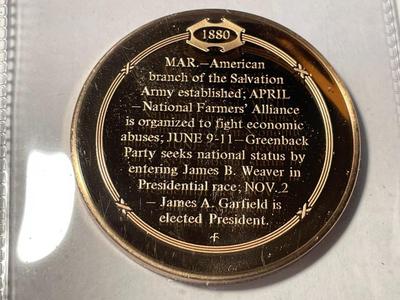 1880
MAR.—American
branch of the Salvation
Army established; APRIL
—National Farmers' Alliance
is organized to fight economic
abuses; JUNE 9-11—Greenback
Party seeks national status by
entering James B. Weaver in
Presidential race; NOV. 2
— James A. Garfield is
elected President.